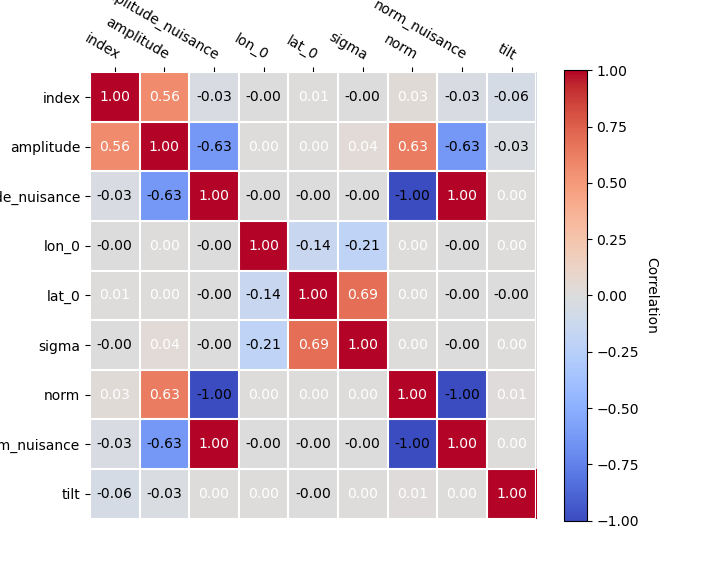 index amplitude plitude_nuisance lon_0 lat_0 sigma norm norm_nuisance tilt
index 1.00 0.56 -0.03 -0.00 0.01 -0.00 0.03 -0.03 -0.06
amplitude 0.56 1.00 -0.63 0.00 0.00 0.04 0.63 -0.63 -0.03
de_nuisance -0.03 -0.63 1.00 -0.00 -0.00 -0.00 -1.00 1.00 0.00
lon_0 -0.00 0.00 -0.00 1.00 -0.14 -0.21 0.00 -0.00 0.00
lat_0 0.01 0.00 -0.00 -0.14 1.00 0.69 0.00 -0.00 -0.00
sigma -0.00 0.04 -0.00 -0.21 0.69 1.00 0.00 -0.00 0.00
norm 0.03 0.63 -1.00 0.00 0.00 0.00 1.00 -1.00 0.01
m_nuisance -0.03 -0.63 1.00 -0.00 -0.00 -0.00 -1.00 1.00 0.00
tilt -0.06 -0.03 0.00 0.00 -0.00 0.00 0.01 0.00 1.00
1.00
0.75
0.50
0.25
0.00
−0.25
−0.50
−0.75
−1.00
Correlation